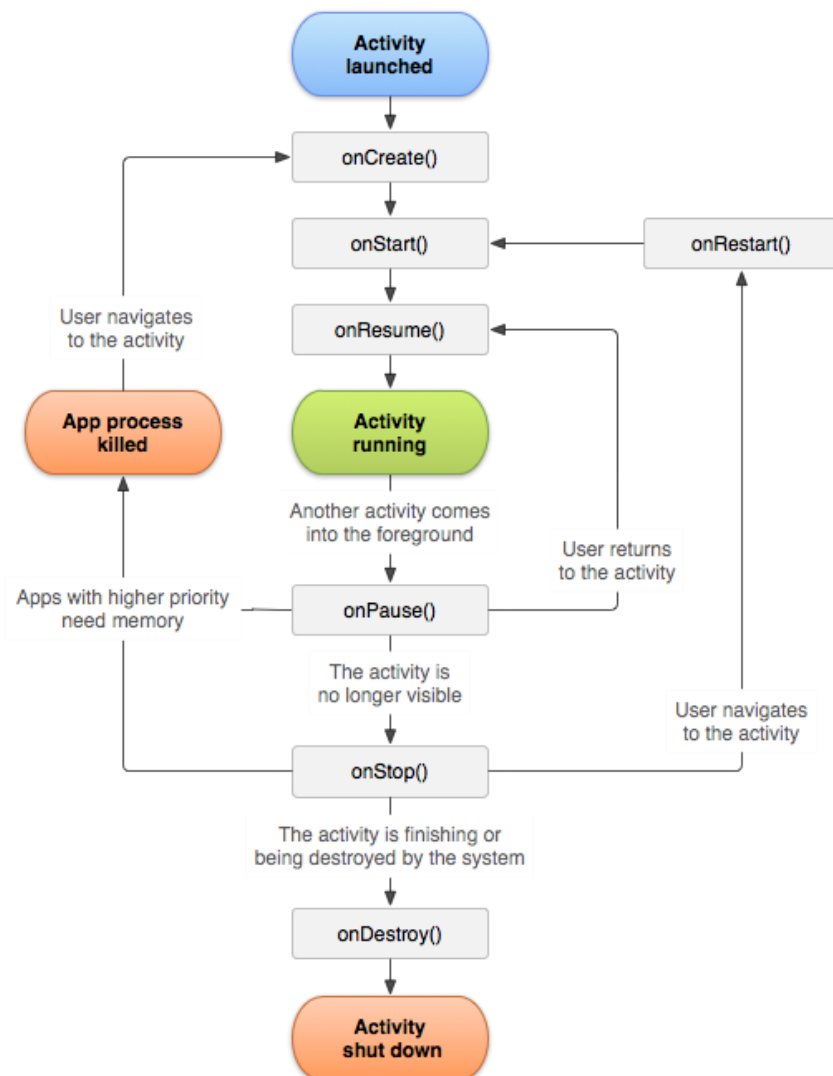 Activity
launched
onCreate()
onStart()
onRestart()
User navigates
to the activity
onResume()
App process
killed
Activity
running
Another activity comes
into the foreground
User returns
to the activity
Apps with higher priority
need memory
onPause()
The activity is
no longer visible
User navigates
to the activity
onStop()
The activity is finishing or
being destroyed by the system
onDestroy()
Activity
shut down